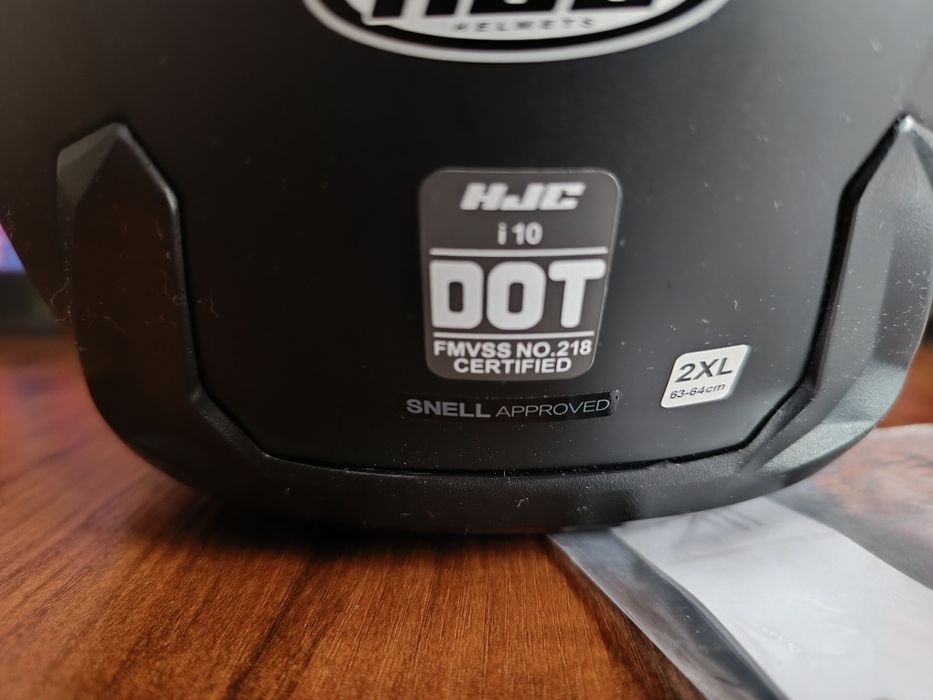 HELMETS
HJC
i 10
DOT
FMVSS NO.218
CERTIFIED
SNELL APPROVED
2XL
63-64cm